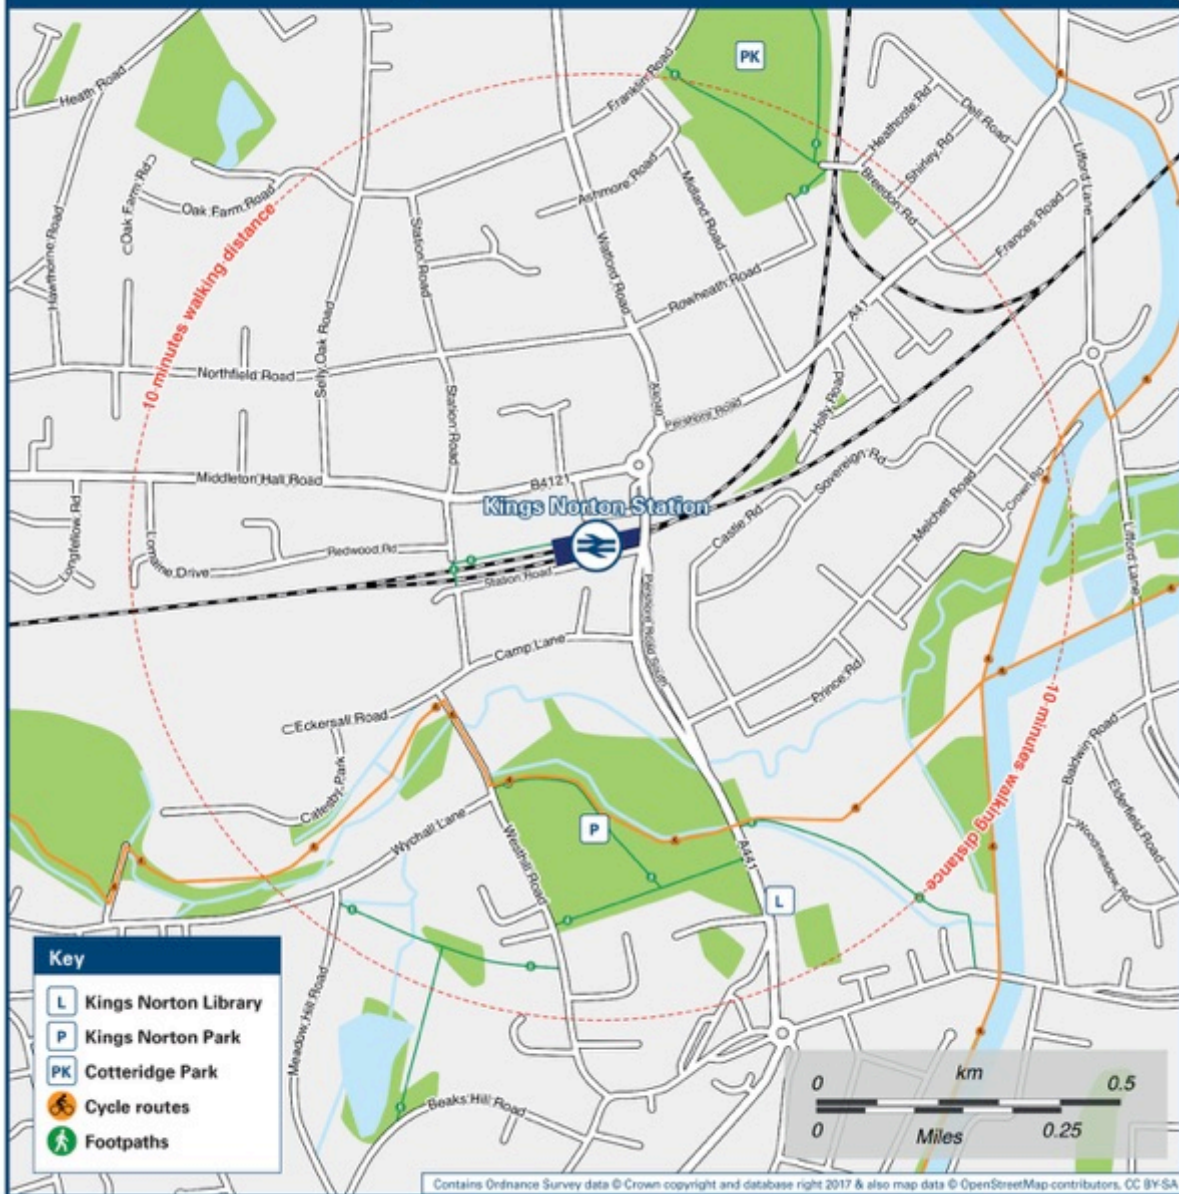 PK
Franklin Road
Heath Road
Heathcote Rd
Dell Road
Shirley Rd
Lifford Lane
Breedon Rd
Oak Farm Rd
Oak Farm Road
Ashmore Road
Midland Road
Frances Road
Hawthorne Road
10 minutes walking distance
Station Road
Watford Road
Rowheath Road
Selly Oak Road
A41
Northfield Road
Station Road
A4040
Pershore Road
Holly Road
Middleton Hall Road
B4121
Sovereign Rd
Kings Norton Station
Longfellow Rd
Castle Rd
Melchett Road
Crown Rd
Lifford Lane
Lorraine Drive
Redwood Rd
Station Road
Pershore Road South
Camp Lane
Prince Rd
Eckersall Road
10 minutes walking distance
Baldwin Road
Catesby Park
Wychall Lane
Westhill Road
P
A441
Elderfield Road
Woodmeadow Rd
L
Meadow Hill Road
Beaks Hill Road
Key
L Kings Norton Library
P Kings Norton Park
PK Cotteridge Park
Cycle routes
Footpaths
0 km 0.5
0 Miles 0.25
Contains Ordnance Survey data © Crown copyright and database right 2017 & also map data © OpenStreetMap contributors, CC BY-SA